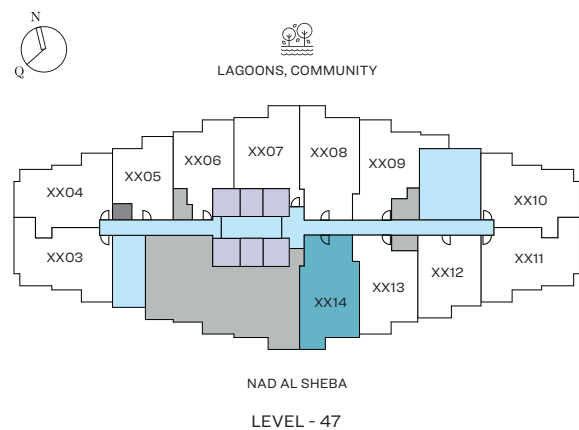 N
Q
LAGOONS, COMMUNITY
XX07
XX08
XX06
XX09
XX05
XX04
XX10
XX03
XX11
XX12
XX13
XX14
NAD AL SHEBA
LEVEL - 47